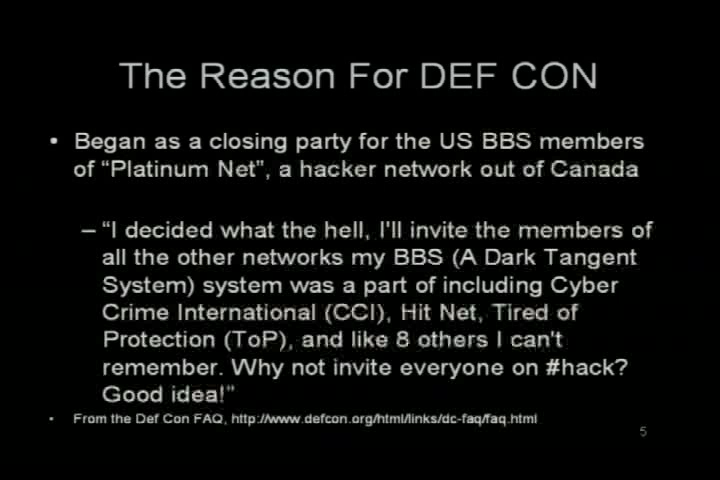 The Reason For DEF CON
• Began as a closing party for the US BBS members
of “Platinum Net”, a hacker network out of Canada
– “I decided what the hell, I'll invite the members of
all the other networks my BBS (A Dark Tangent
System) system was a part of including Cyber
Crime International (CCI), Hit Net, Tired of
Protection (ToP), and like 8 others I can't
remember. Why not invite everyone on #hack?
Good idea!”
• From the Def Con FAQ, http://www.defcon.org/html/links/dc-faq/faq.html
5